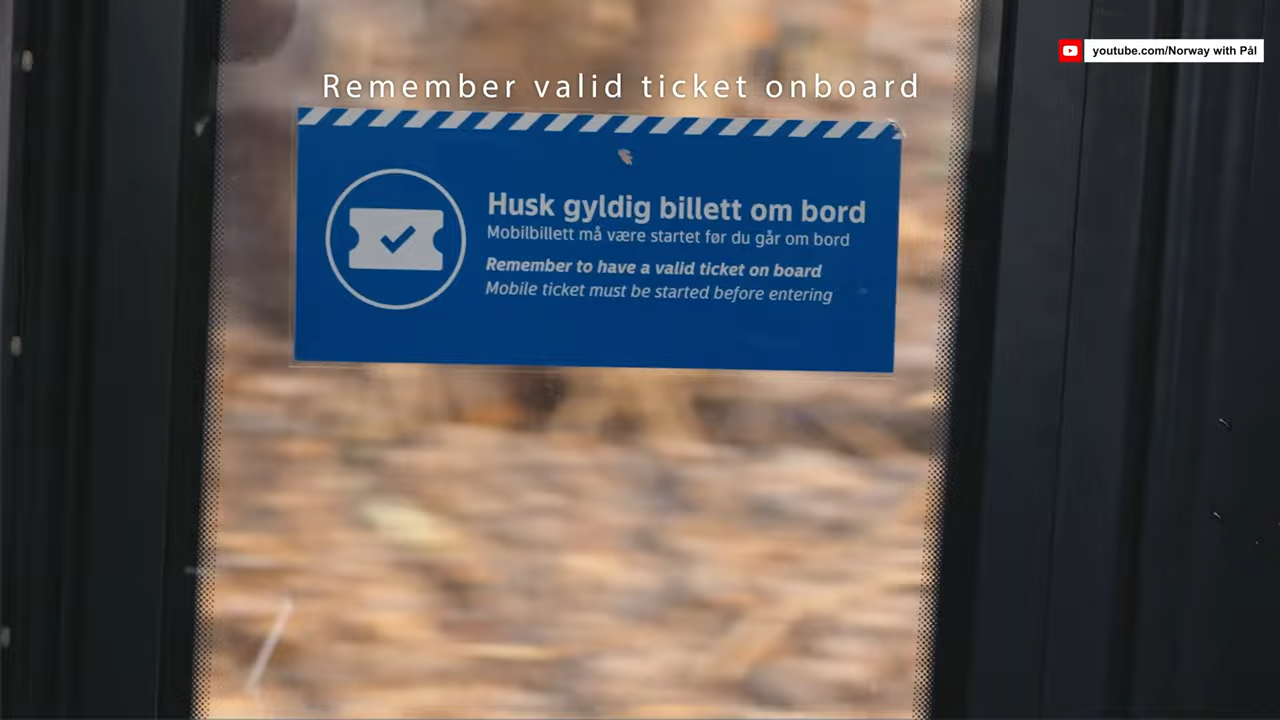 youtube.com/Norway with Pål
Remember valid ticket onboard
Husk gyldig billett om bord
Mobilbillett må være startet før du går om bord
Remember to have a valid ticket on board
Mobile ticket must be started before entering